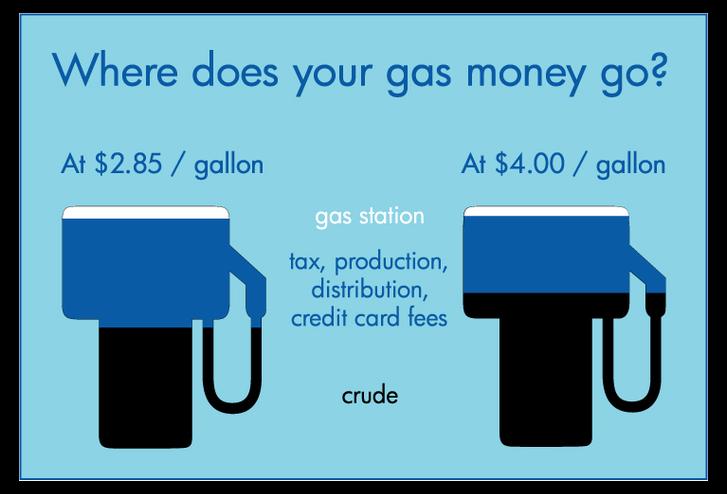 Where does your gas money go?
At $2.85 / gallon
At $4.00 / gallon
gas station
tax, production,
distribution,
credit card fees
crude